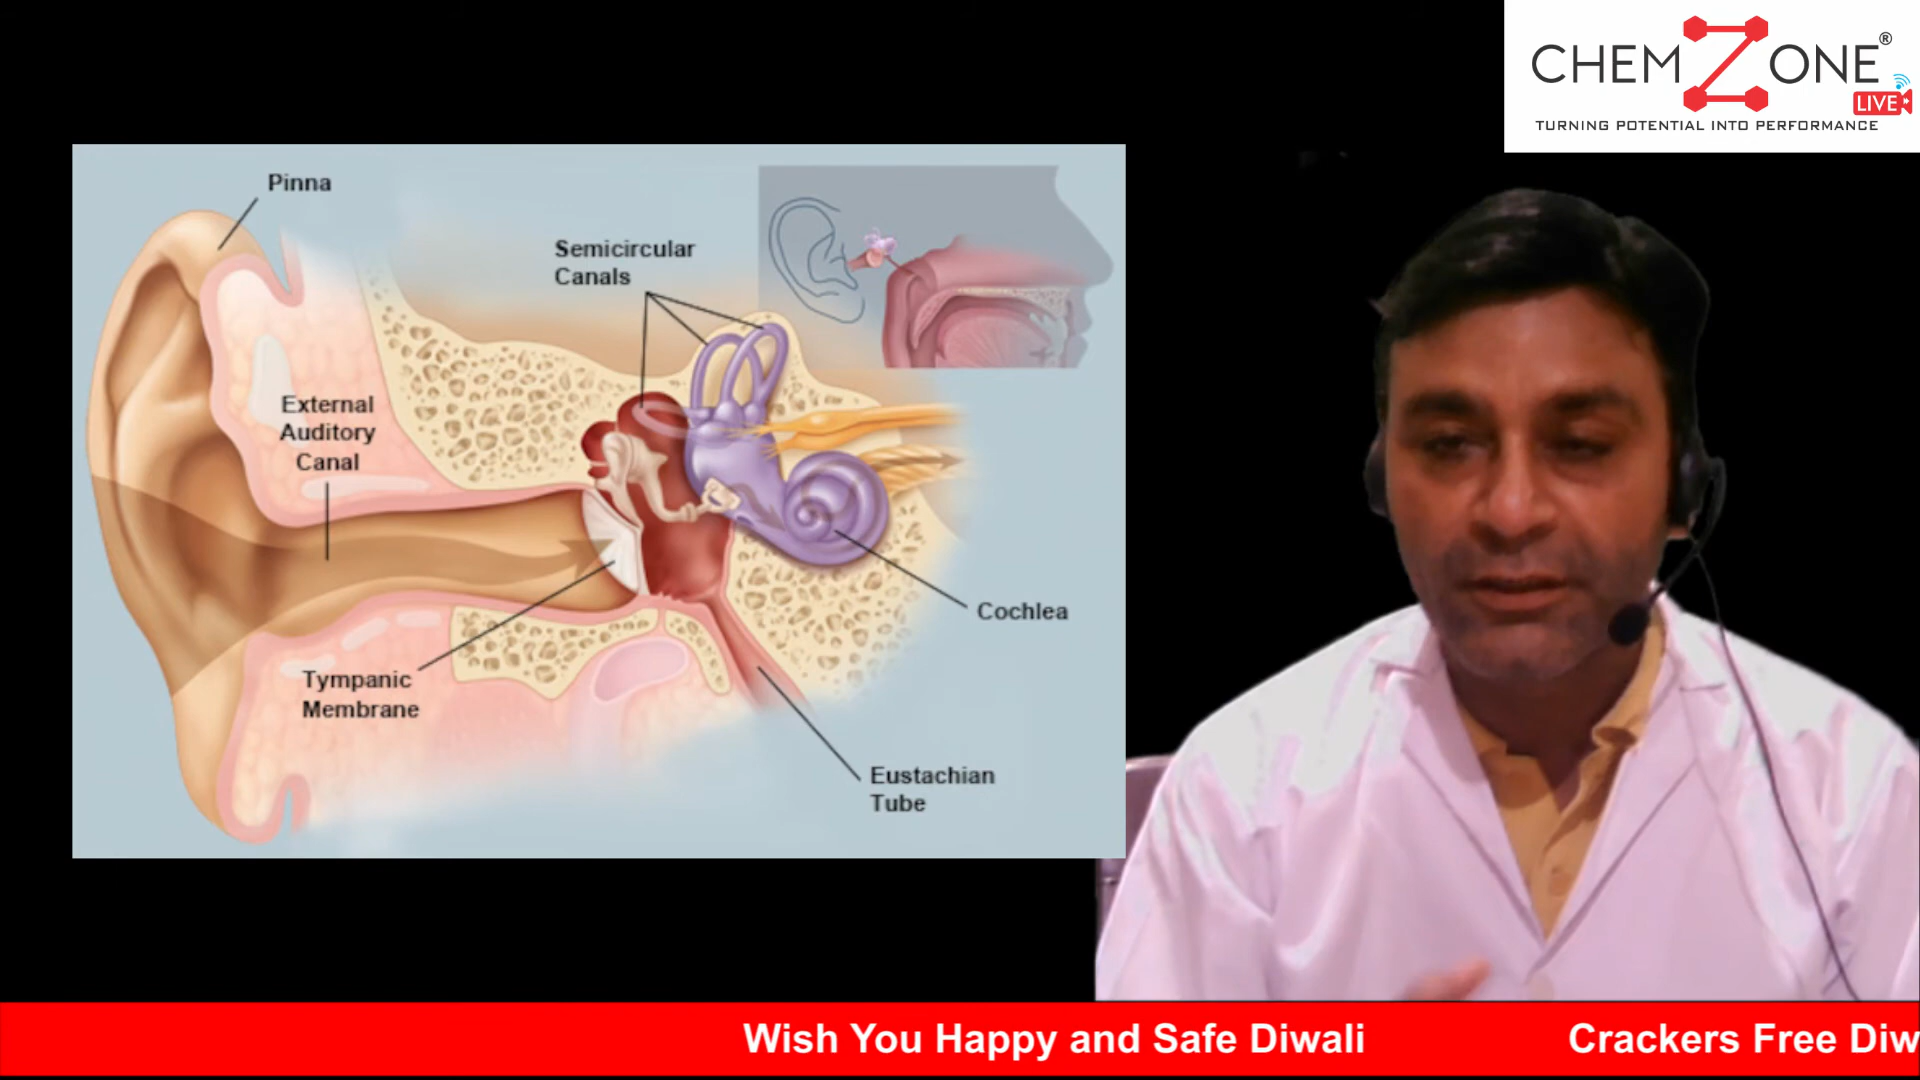 CHEMZONE®
LIVE
TURNING POTENTIAL INTO PERFORMANCE
Pinna
Semicircular
Canals
External
Auditory
Canal
Cochlea
Tympanic
Membrane
Eustachian
Tube
Wish You Happy and Safe Diwali
Crackers Free